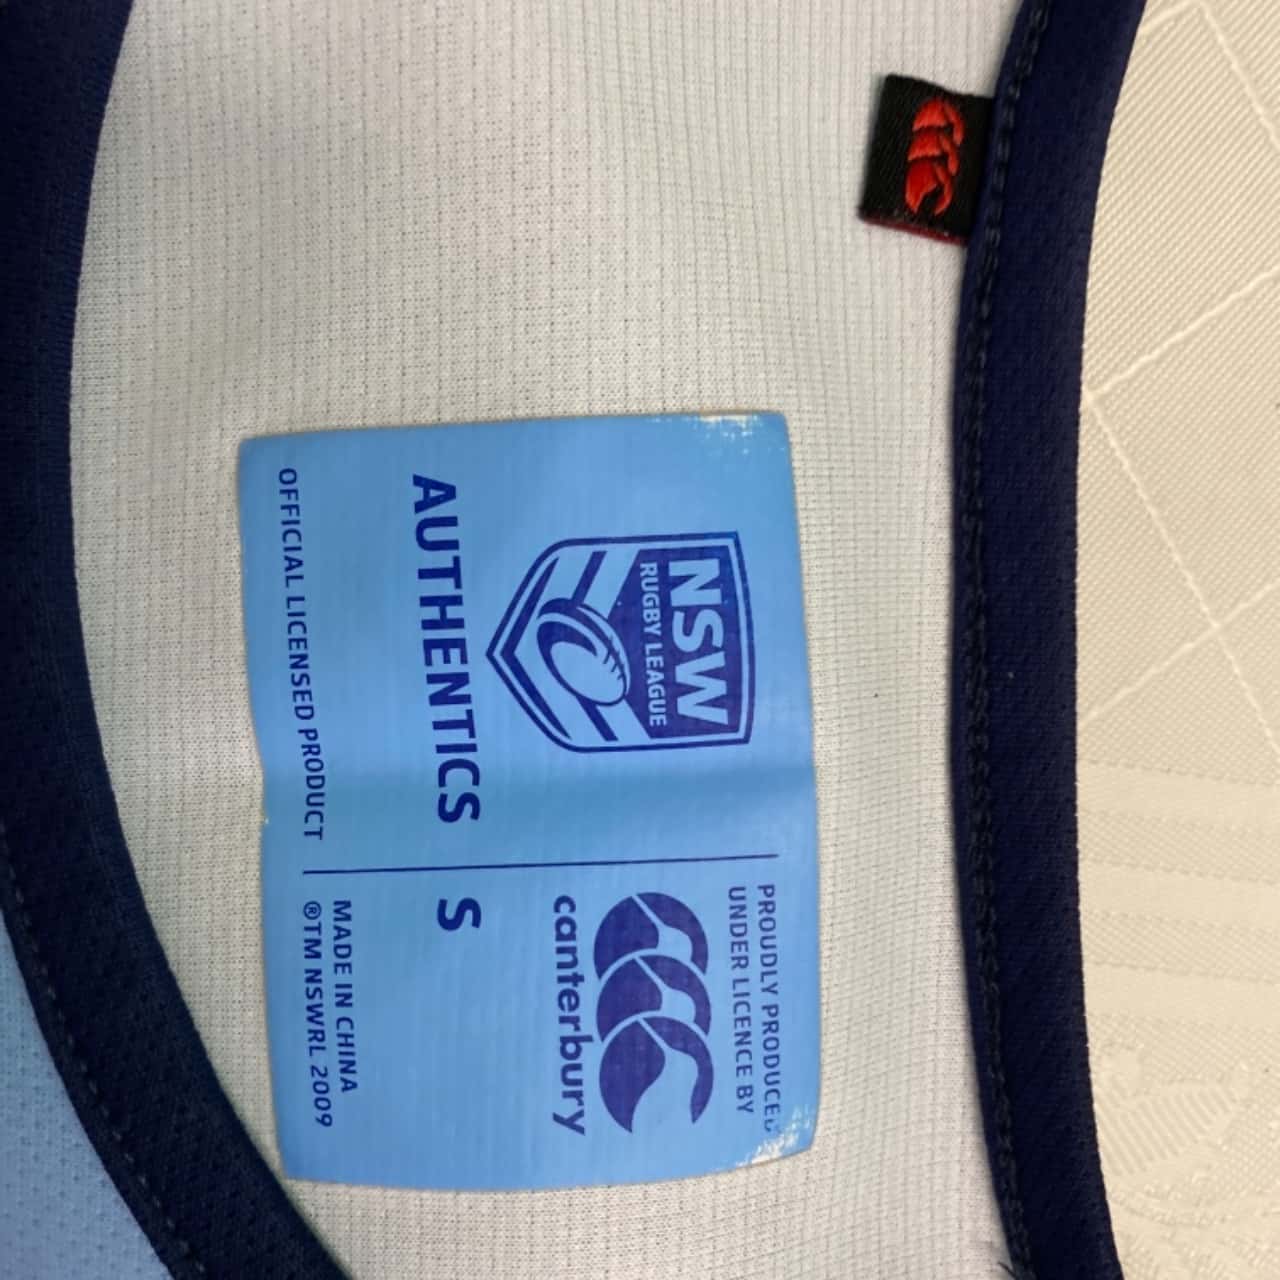 NSW
RUGBY LEAGUE
AUTHENTICS
OFFICIAL LICENSED PRODUCT
PROUDLY PRODUCED
UNDER LICENCE BY
canterbury
S
MADE IN CHINA
®TM NSWRL 2009